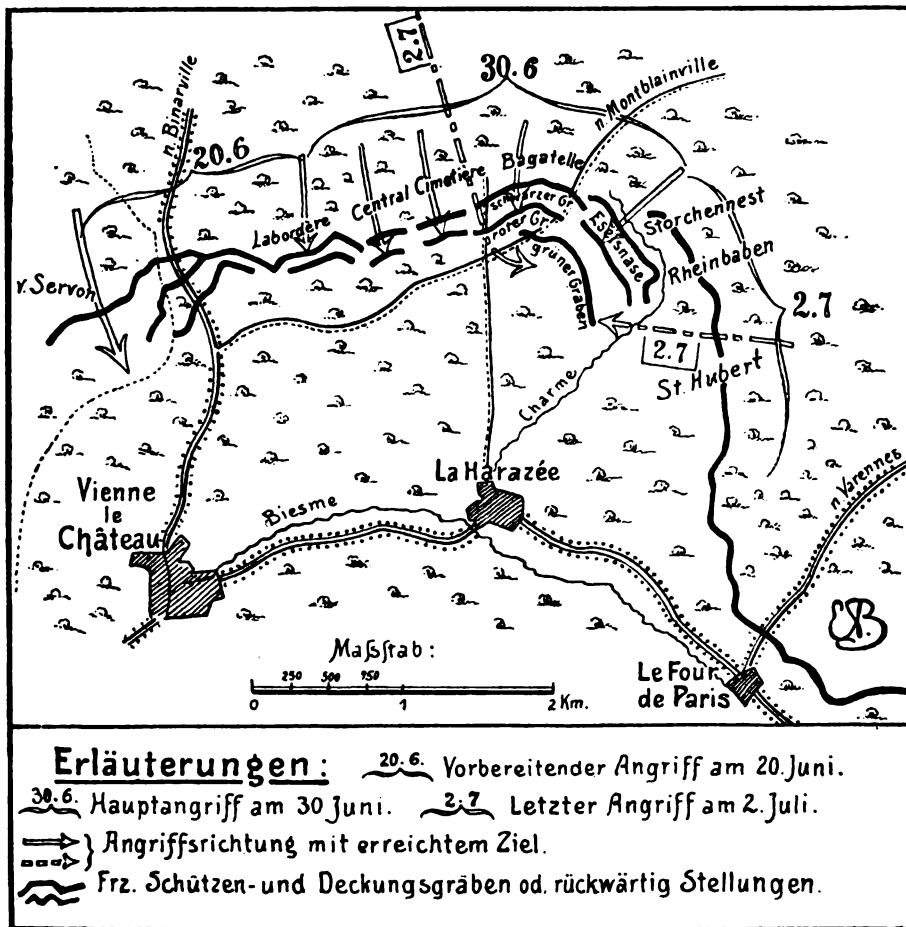 2.7
30.6
n. Montblainville
n. Binarville
20.6
Bagatelle
Central Cimetière
schwarzer Gr.
Labordère
roter Gr.
Eselsnase
Storchennest
grüner Graben
Rheinbaben
v. Servon
2.7
2.7
St. Hubert
Charme
La Harazée
n. Varennes
Vienne
le
Château
Biesme
Maßstab:
250 500 750
0 1 2 Km.
Le Four
de Paris
Erläuterungen: 20.6. Vorbereitender Angriff am 20. Juni.
30.6. Hauptangriff am 30 Juni. 2.7 Letzter Angriff am 2. Juli.
Angriffsrichtung mit erreichtem Ziel.
Frz. Schützen- und Deckungsgräben od. rückwärtig Stellungen.